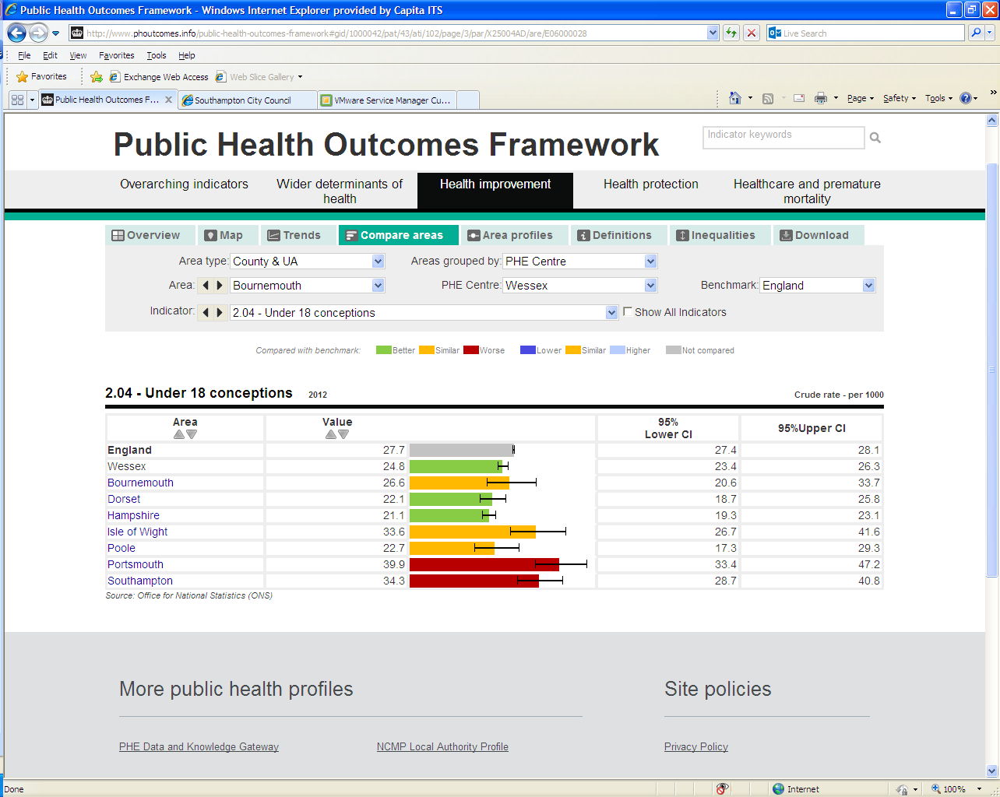 Public Health Outcomes Framework - Windows Internet Explorer provided by Capita ITS
http://www.phoutcomes.info/public-health-outcomes-framework#gid/1000042/pat/43/ati/102/page/3/par/X25004AD/are/E06000028
Live Search
File Edit View Favorites Tools Help
Favorites Exchange Web Access Web Slice Gallery
Public Health Outcomes F... Southampton City Council VMware Service Manager Cu...
Page Safety Tools
Public Health Outcomes Framework
Indicator keywords
Overarching indicators
Wider determinants of
health
Health improvement
Health protection
Healthcare and premature
mortality
Overview Map Trends Compare areas Area profiles Definitions Inequalities Download
Area type: County & UA Areas grouped by: PHE Centre
Area: Bournemouth PHE Centre: Wessex Benchmark: England
Indicator: 2.04 - Under 18 conceptions Show All Indicators
Compared with benchmark: Better Similar Worse Lower Similar Higher Not compared
2.04 - Under 18 conceptions 2012 Crude rate - per 1000
Area Value 95%
Lower CI 95%Upper CI
England 27.7 27.4 28.1
Wessex 24.8 23.4 26.3
Bournemouth 26.6 20.6 33.7
Dorset 22.1 18.7 25.8
Hampshire 21.1 19.3 23.1
Isle of Wight 33.6 26.7 41.6
Poole 22.7 17.3 29.3
Portsmouth 39.9 33.4 47.2
Southampton 34.3 28.7 40.8
Source: Office for National Statistics (ONS)
More public health profiles Site policies
PHE Data and Knowledge Gateway NCMP Local Authority Profile Privacy Policy
Done Internet 100%